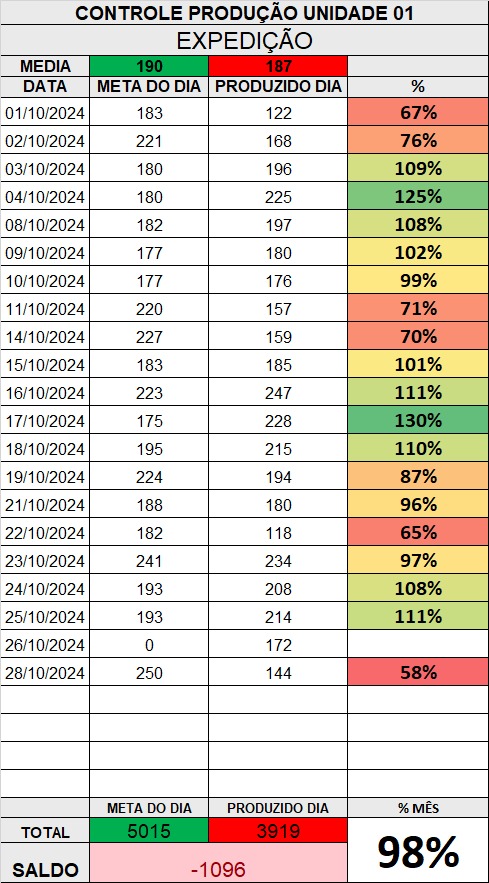 CONTROLE PRODUÇÃO UNIDADE 01
EXPEDIÇÃO
MEDIA 190 187
DATA META DO DIA PRODUZIDO DIA %
01/10/2024 183 122 67%
02/10/2024 221 168 76%
03/10/2024 180 196 109%
04/10/2024 180 225 125%
08/10/2024 182 197 108%
09/10/2024 177 180 102%
10/10/2024 177 176 99%
11/10/2024 220 157 71%
14/10/2024 227 159 70%
15/10/2024 183 185 101%
16/10/2024 223 247 111%
17/10/2024 175 228 130%
18/10/2024 195 215 110%
19/10/2024 224 194 87%
21/10/2024 188 180 96%
22/10/2024 182 118 65%
23/10/2024 241 234 97%
24/10/2024 193 208 108%
25/10/2024 193 214 111%
26/10/2024 0 172
28/10/2024 250 144 58%
META DO DIA PRODUZIDO DIA % MÊS
TOTAL 5015 3919 98%
SALDO -1096